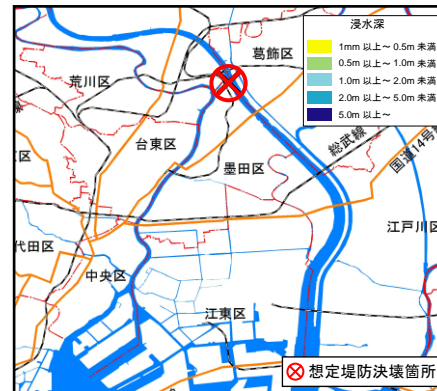 浸水深
1mm 以上～ 0.5m 未満
0.5m 以上～ 1.0m 未満
1.0m 以上～ 2.0m 未満
2.0m 以上～ 5.0m 未満
5.0m 以上～
葛飾区
荒川区
台東区
墨田区
総武線
国道14号
江戸川区
代田区
中央区
江東区
想定堤防決壊箇所